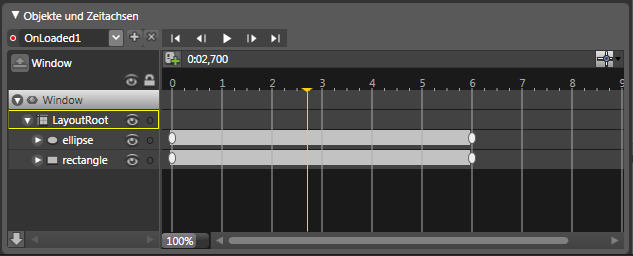 Objekte und Zeitachsen
OnLoaded1
Window 0:02,700
0 1 2 3 4 5 6 7 8 9
Window
LayoutRoot
ellipse
rectangle
100%